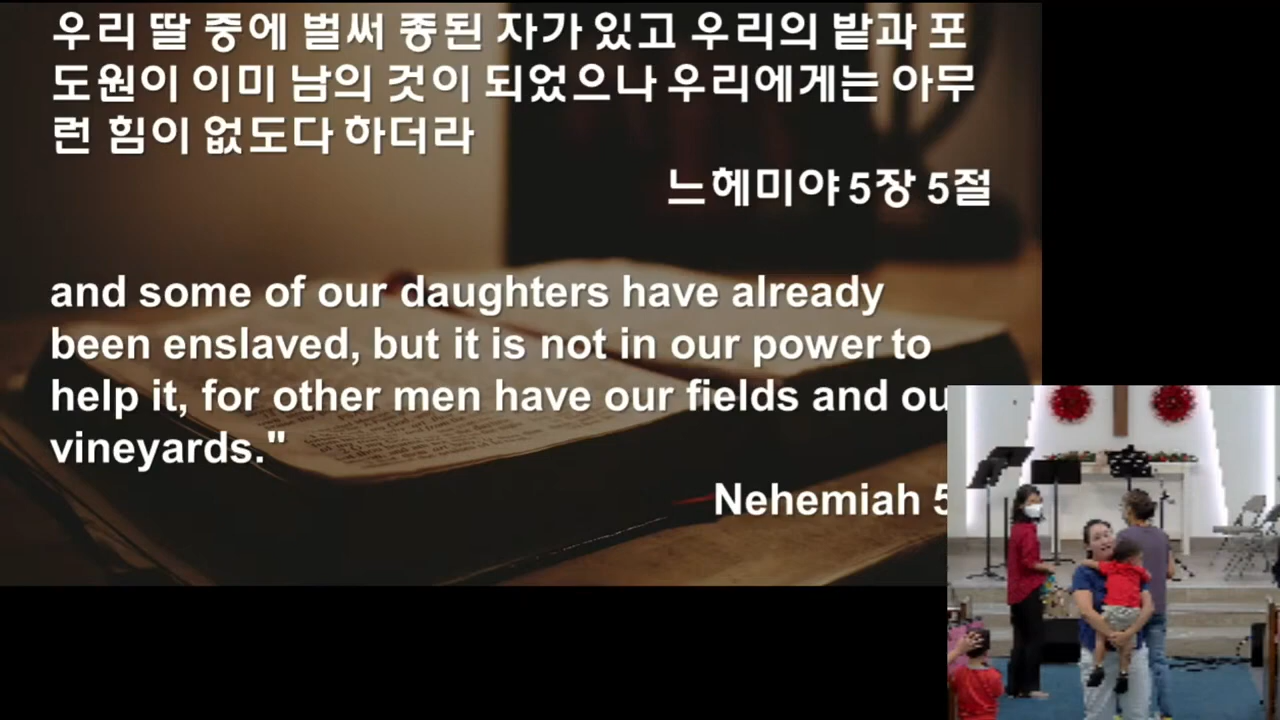 우리 딸 중에 벌써 종된 자가 있고 우리의 밭과 포
도원이 이미 남의 것이 되었으나 우리에게는 아무
런 힘이 없도다 하더라
느헤미야 5장 5절
and some of our daughters have already
been enslaved, but it is not in our power to
help it, for other men have our fields and ou
vineyards."
Nehemiah 5